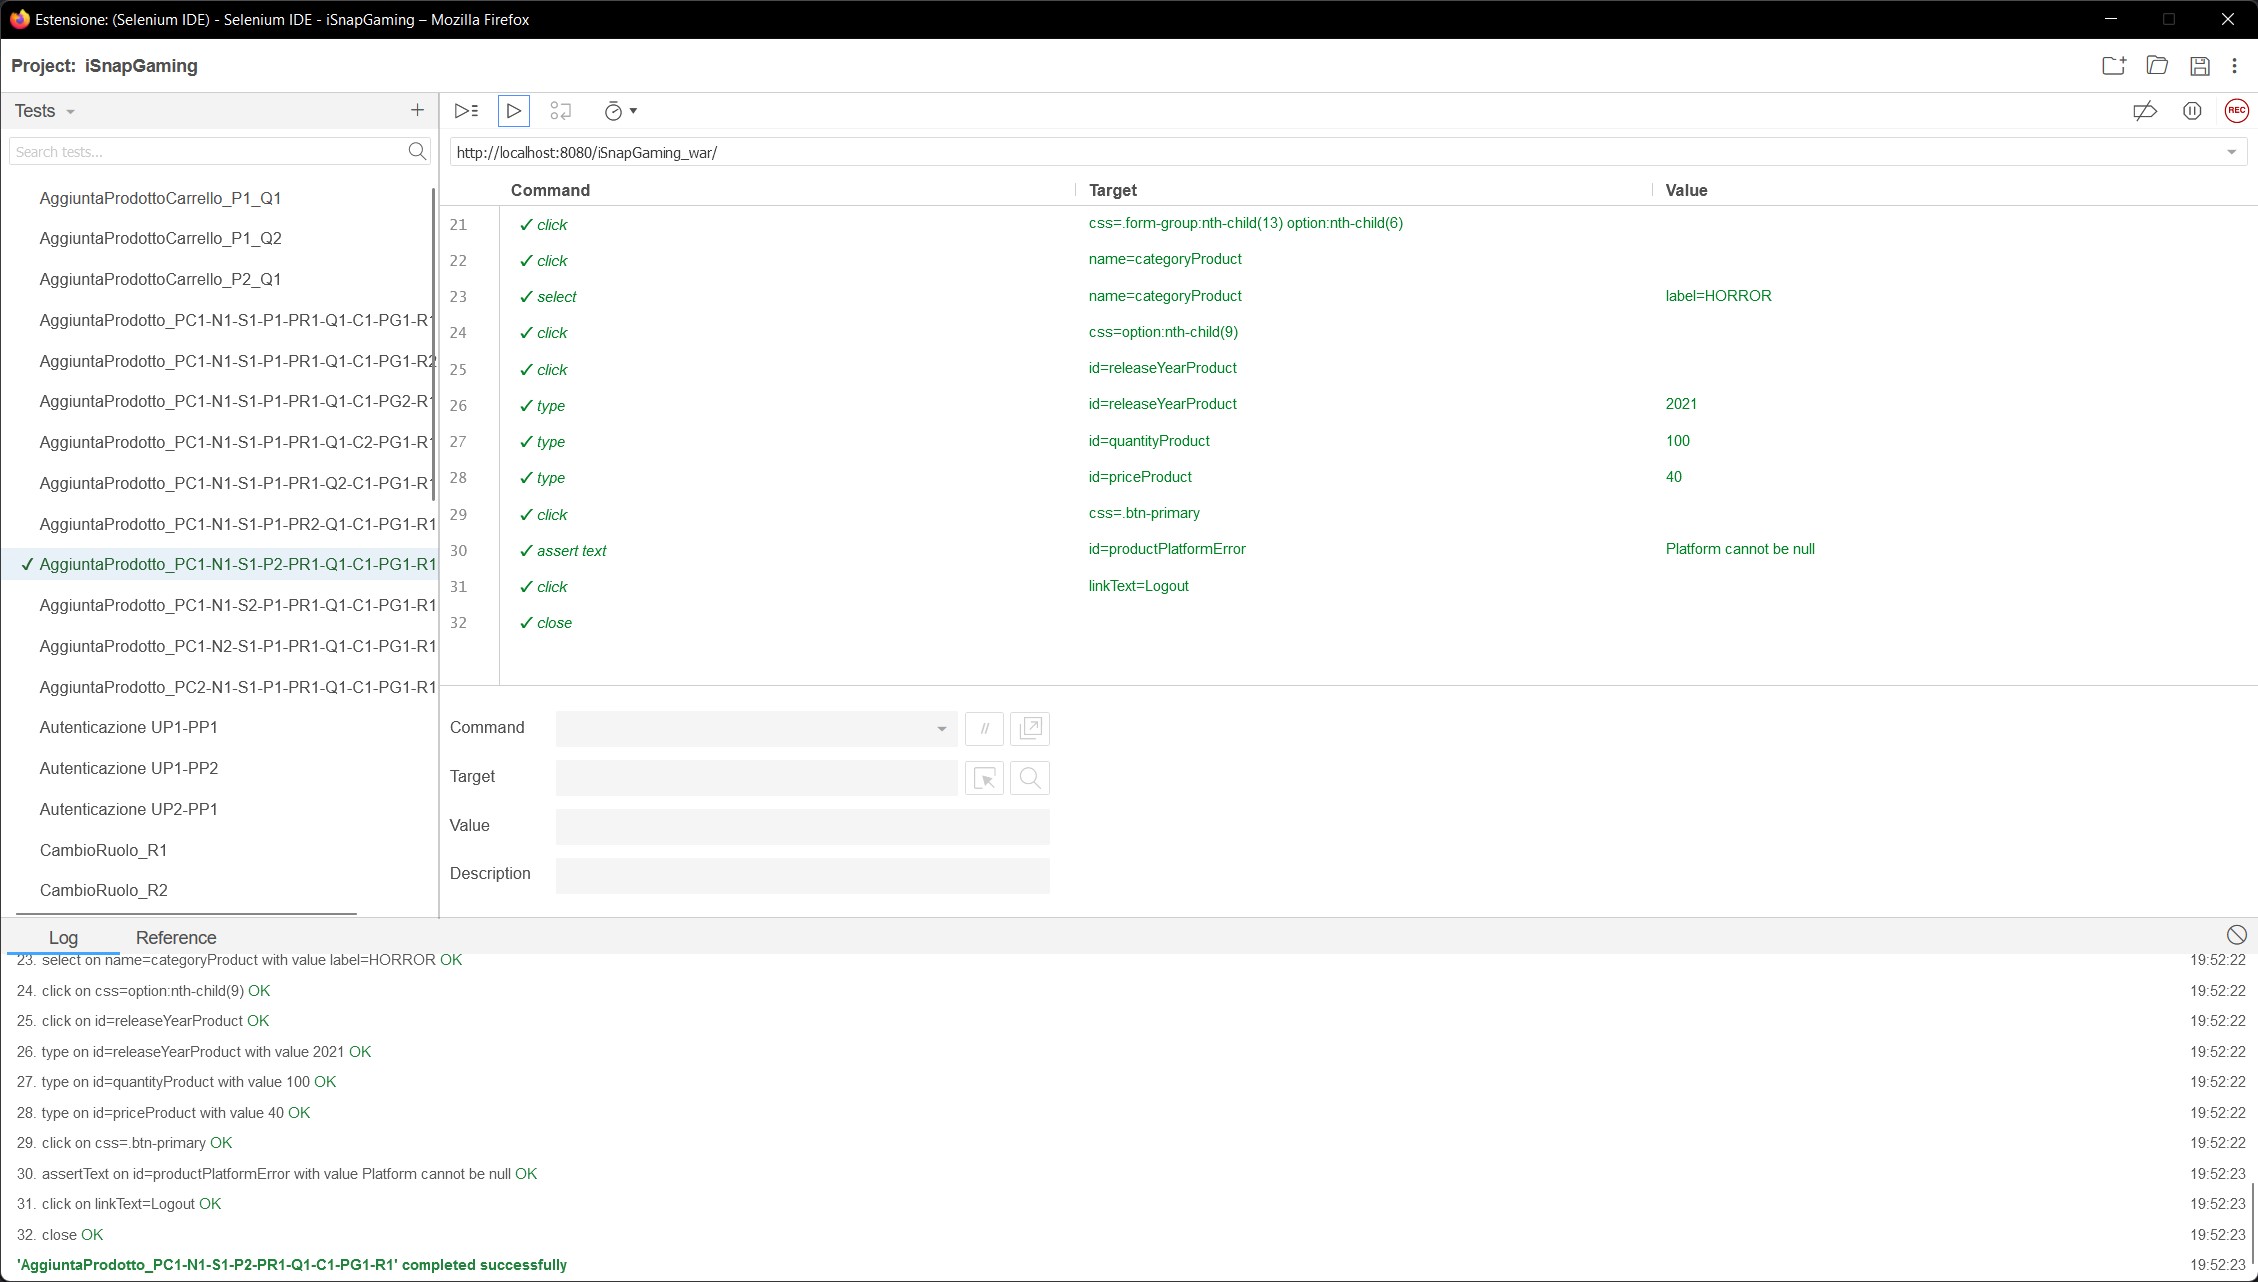 Estensione: (Selenium IDE) - Selenium IDE - iSnapGaming – Mozilla Firefox
Project: iSnapGaming
Tests
Search tests...
AggiuntaProdottoCarrello_P1_Q1
AggiuntaProdottoCarrello_P1_Q2
AggiuntaProdottoCarrello_P2_Q1
AggiuntaProdotto_PC1-N1-S1-P1-PR1-Q1-C1-PG1-R1
AggiuntaProdotto_PC1-N1-S1-P1-PR1-Q1-C1-PG1-R2
AggiuntaProdotto_PC1-N1-S1-P1-PR1-Q1-C1-PG2-R1
AggiuntaProdotto_PC1-N1-S1-P1-PR1-Q1-C2-PG1-R1
AggiuntaProdotto_PC1-N1-S1-P1-PR1-Q2-C1-PG1-R1
AggiuntaProdotto_PC1-N1-S1-P1-PR2-Q1-C1-PG1-R1
✓ AggiuntaProdotto_PC1-N1-S1-P2-PR1-Q1-C1-PG1-R1
AggiuntaProdotto_PC1-N1-S2-P1-PR1-Q1-C1-PG1-R1
AggiuntaProdotto_PC1-N2-S1-P1-PR1-Q1-C1-PG1-R1
AggiuntaProdotto_PC2-N1-S1-P1-PR1-Q1-C1-PG1-R1
Autenticazione UP1-PP1
Autenticazione UP1-PP2
Autenticazione UP2-PP1
CambioRuolo_R1
CambioRuolo_R2
REC
http://localhost:8080/iSnapGaming_war/
Command Target Value
21 ✓ click css=.form-group:nth-child(13) option:nth-child(6)
22 ✓ click name=categoryProduct
23 ✓ select name=categoryProduct label=HORROR
24 ✓ click css=option:nth-child(9)
25 ✓ click id=releaseYearProduct
26 ✓ type id=releaseYearProduct 2021
27 ✓ type id=quantityProduct 100
28 ✓ type id=priceProduct 40
29 ✓ click css=.btn-primary
30 ✓ assert text id=productPlatformError Platform cannot be null
31 ✓ click linkText=Logout
32 ✓ close
Command //
Target
Value
Description
Log Reference
23. select on name=categoryProduct with value label=HORROR OK 19:52:22
24. click on css=option:nth-child(9) OK 19:52:22
25. click on id=releaseYearProduct OK 19:52:22
26. type on id=releaseYearProduct with value 2021 OK 19:52:22
27. type on id=quantityProduct with value 100 OK 19:52:22
28. type on id=priceProduct with value 40 OK 19:52:22
29. click on css=.btn-primary OK 19:52:22
30. assertText on id=productPlatformError with value Platform cannot be null OK 19:52:23
31. click on linkText=Logout OK 19:52:23
32. close OK 19:52:23
'AggiuntaProdotto_PC1-N1-S1-P2-PR1-Q1-C1-PG1-R1' completed successfully 19:52:23